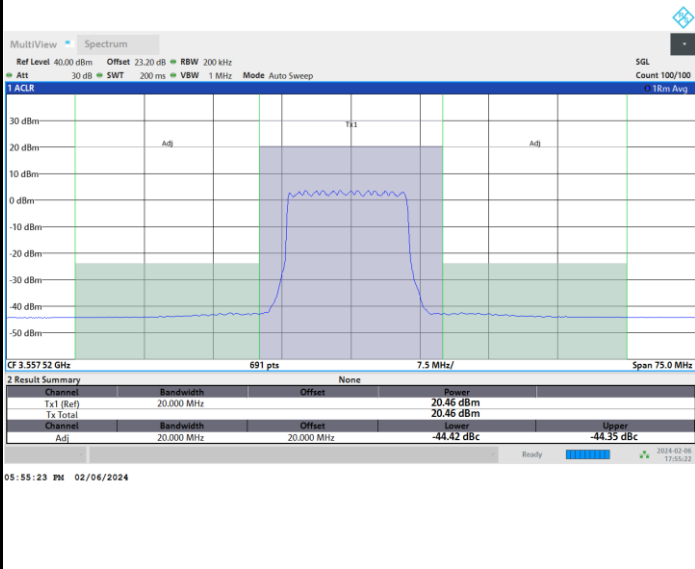 MultiView Spectrum
Ref Level 40.00 dBm Offset 23.20 dB RBW 200 kHz SGL
Att 30 dB SWT 200 ms VBW 1 MHz Mode Auto Sweep Count 100/100
1 ACLR 1Rm Avg
30 dBm
Tx1
20 dBm Adj Adj
10 dBm
0 dBm
-10 dBm
-20 dBm
-30 dBm
-40 dBm
-50 dBm
CF 3.557 52 GHz 691 pts 7.5 MHz/ Span 75.0 MHz
2 Result Summary None
Channel Bandwidth Offset Power
Tx1 (Ref) 20.000 MHz 20.46 dBm
Tx Total 20.46 dBm
Channel Bandwidth Offset Lower Upper
Adj 20.000 MHz 20.000 MHz -44.42 dBc -44.35 dBc
Ready 17:55:22
05:55:23 PM 02/06/2024